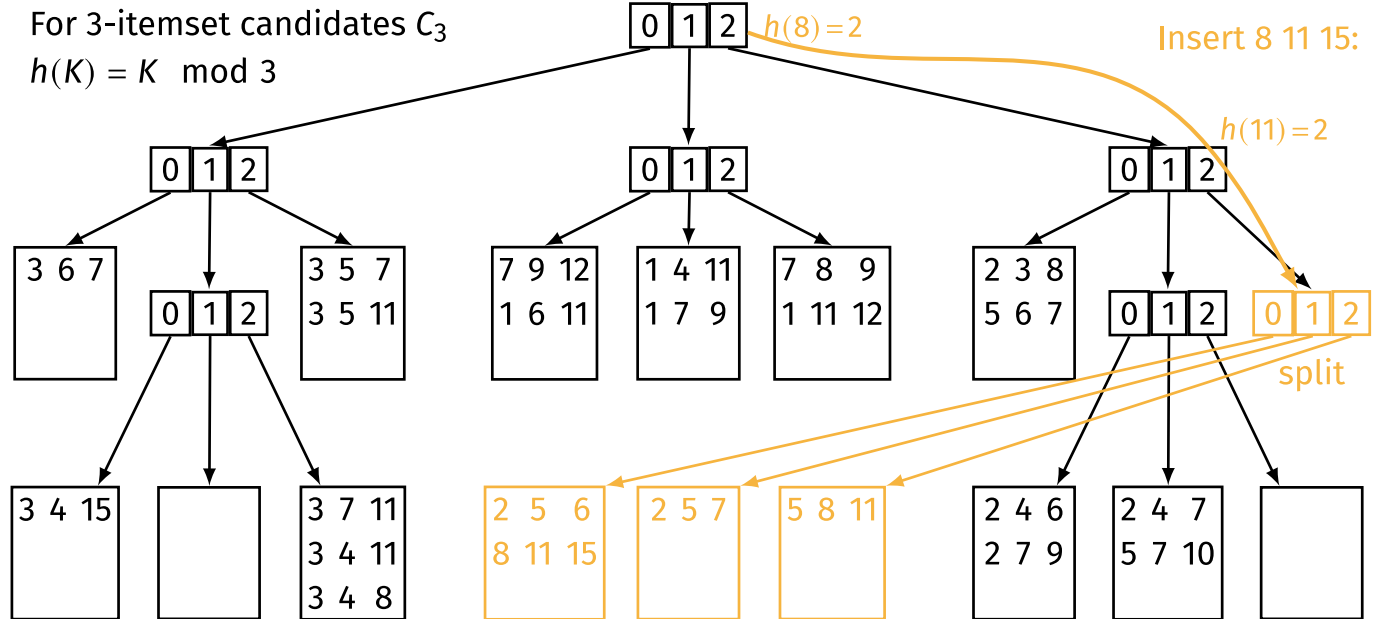 For 3-itemset candidates C₃
h(K) = K mod 3
0 1 2
h(8) = 2
Insert 8 11 15:
h(11) = 2
0 1 2
0 1 2
0 1 2
3 6 7
3 5 7
3 5 11
7 9 12
1 6 11
1 4 11
1 7 9
7 8 9
1 11 12
2 3 8
5 6 7
0 1 2
0 1 2
0 1 2
split
3 4 15
3 7 11
3 4 11
3 4 8
2 5 6
8 11 15
2 5 7
5 8 11
2 4 6
2 7 9
2 4 7
5 7 10